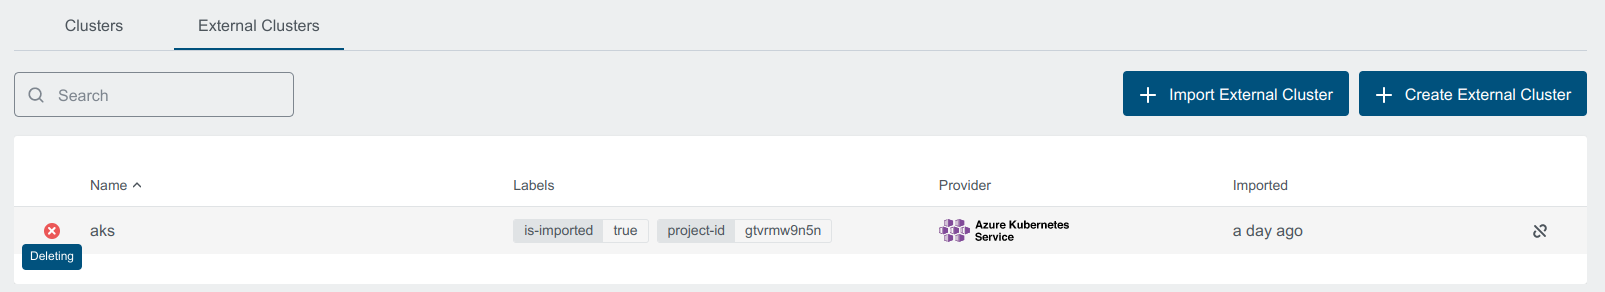 Clusters
External Clusters
Search
Import External Cluster
Create External Cluster
Name
Labels
Provider
Imported
aks
is-imported true project-id gtvrmw9n5n
Azure Kubernetes
Service
a day ago
Deleting